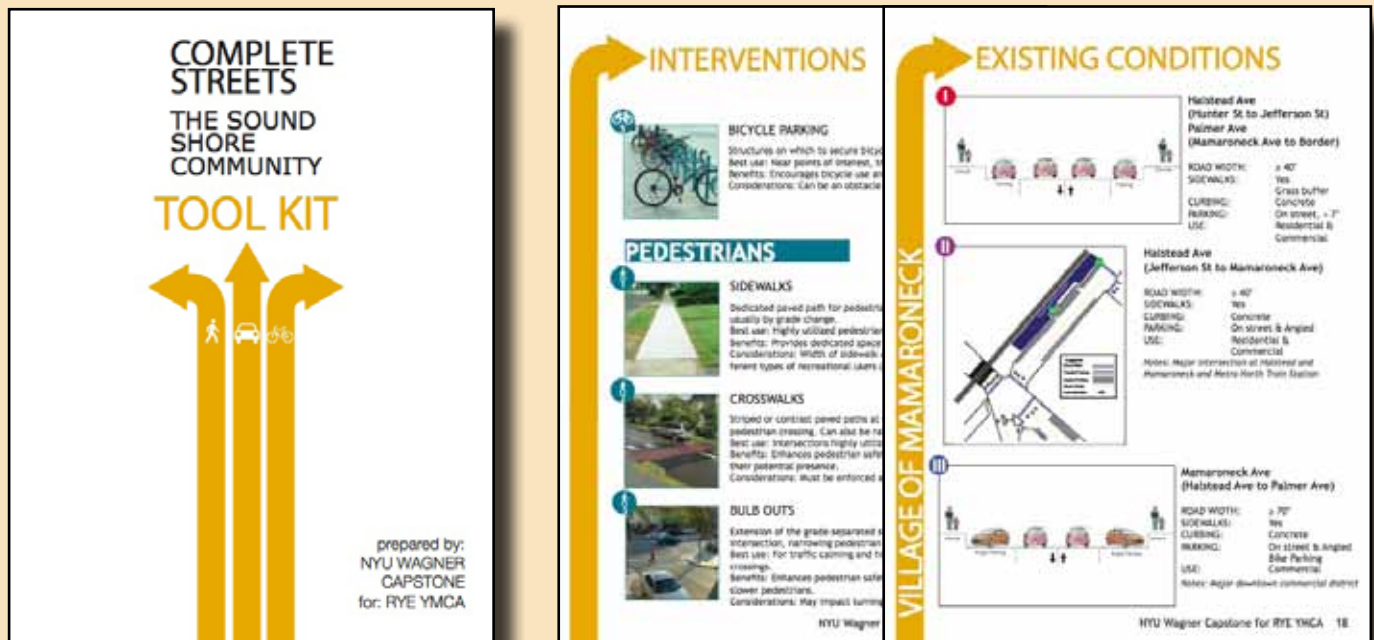 COMPLETE
STREETS
THE SOUND
SHORE
COMMUNITY
TOOL KIT
prepared by:
NYU WAGNER
CAPSTONE
for: RYE YMCA
INTERVENTIONS
BICYCLE PARKING
Structures on which to secure bicyc
Best use: Near points of interest,
Benefits: Encourages bicycle use an
Considerations: Can be an obstacle
PEDESTRIANS
SIDEWALKS
Dedicated paved path for pedestria
usually by grade change.
Best use: Highly utilized pedestrian
Benefits: Provides dedicated space
Considerations: Width of sidewalk
ferent types of recreational users
CROSSWALKS
Striped or contrast paved paths at
pedestrian crossing. Can also be
Best use: Intersections highly utiliz
Benefits: Enhances pedestrian safe
their potential presence.
Considerations: Must be enforced
BULB OUTS
Extension of the grade separated s
intersection, narrowing pedestrian
Best use: For traffic calming and
crossings.
Benefits: Enhances pedestrian safe
slower pedestrians.
Considerations: May impact turning
NYU Wagner
EXISTING CONDITIONS
VILLAGE OF MAMARONECK
I
Halstead Ave
(Hunter St to Jefferson St)
Palmer Ave
(Mamaroneck Ave to Border)
ROAD WIDTH: ≥ 40'
SIDEWALKS: Yes
Grass buffer
CURBING: Concrete
PARKING: On street, ~ 7'
USE: Residential &
Commercial
II
Halstead Ave
(Jefferson St to Mamaroneck Ave)
ROAD WIDTH: ≥ 40'
SIDEWALKS: Yes
CURBING: Concrete
PARKING: On street & Angled
USE: Residential &
Commercial
Notes: Major intersection at Halstead and
Mamaroneck and Metro North Train Station
III
Mamaroneck Ave
(Halstead Ave to Palmer Ave)
ROAD WIDTH: ≥ 70'
SIDEWALKS: Yes
CURBING: Concrete
PARKING: On street & Angled
Bike Parking
USE: Commercial
Notes: Major downtown commercial district
NYU Wagner Capstone for RYE YMCA 18